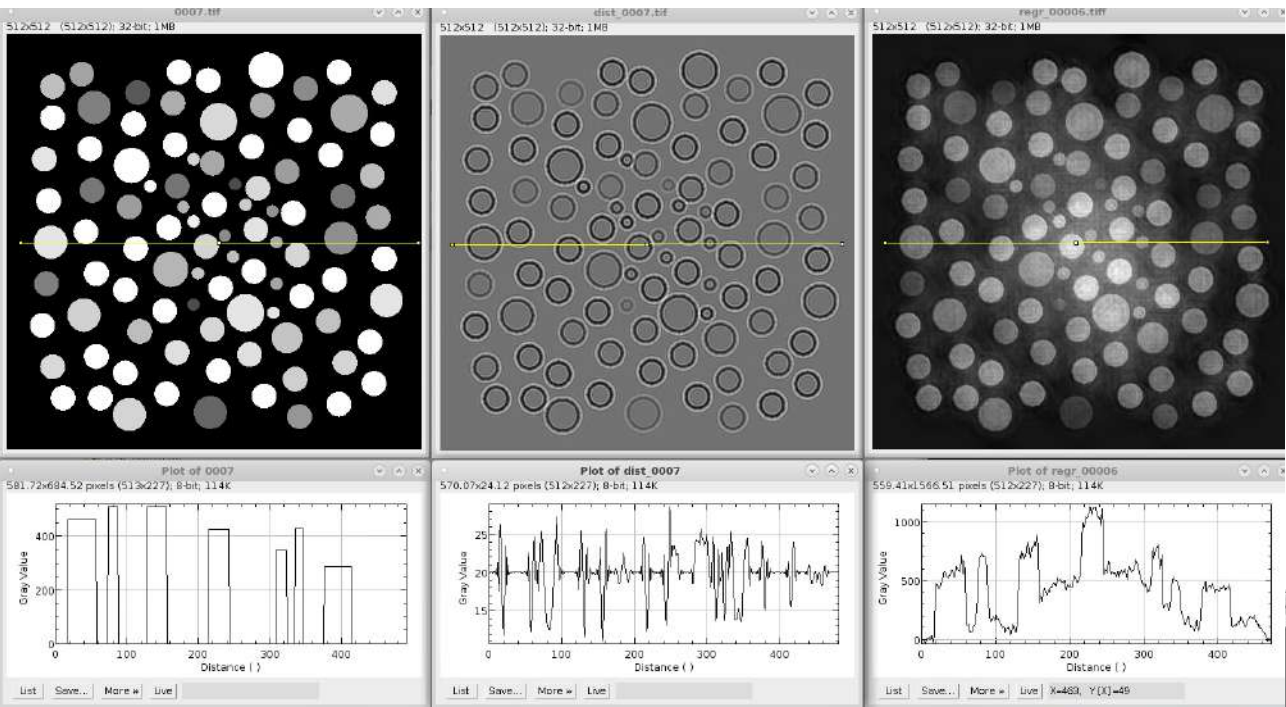 0007.tif
512x512 (512x512); 32-bit; 1MB
dist_0007.tif
512x512 (512x512); 32-bit; 1MB
regr_00006.tiff
512x512 (512x512); 32-bit; 1MB
Plot of 0007
581.72x684.52 pixels (513x227); 8-bit; 114K
400
200
0
Gray Value
0 100 200 300 400
Distance ( )
List Save... More » Live
Plot of dist_0007
570.07x24.12 pixels (512x227); 8-bit; 114K
25
20
15
Gray Value
0 100 200 300 400
Distance ( )
List Save... More » Live
Plot of regr_00006
559.41x1566.51 pixels (512x227); 8-bit; 114K
1000
500
0
Gray Value
0 100 200 300 400
Distance ( )
List Save... More » Live X=463, Y[X]=49